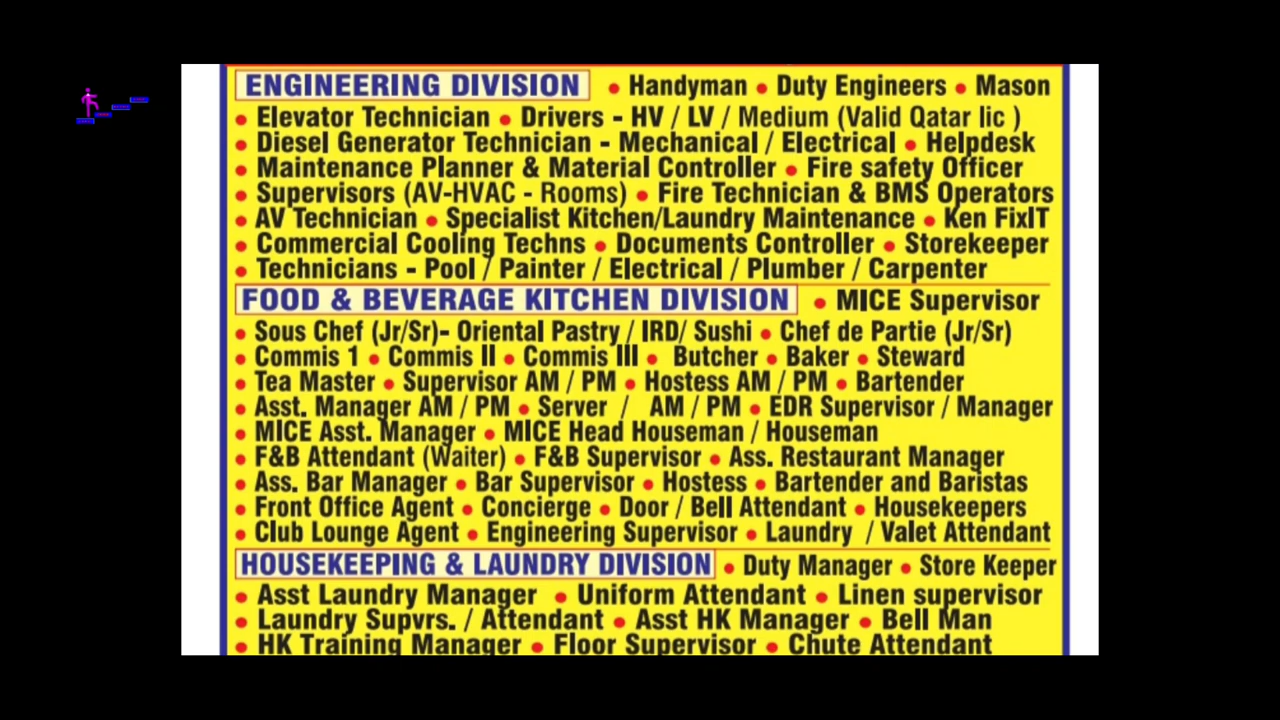 ENGINEERING DIVISION • Handyman • Duty Engineers • Mason
• Elevator Technician • Drivers - HV / LV / Medium (Valid Qatar lic )
• Diesel Generator Technician - Mechanical / Electrical • Helpdesk
• Maintenance Planner & Material Controller • Fire safety Officer
• Supervisors (AV-HVAC - Rooms) • Fire Technician & BMS Operators
• AV Technician • Specialist Kitchen/Laundry Maintenance • Ken FixIT
• Commercial Cooling Techns • Documents Controller • Storekeeper
• Technicians - Pool / Painter / Electrical / Plumber / Carpenter
FOOD & BEVERAGE KITCHEN DIVISION • MICE Supervisor
• Sous Chef (Jr/Sr)- Oriental Pastry / IRD/ Sushi • Chef de Partie (Jr/Sr)
• Commis 1 • Commis II • Commis III • Butcher • Baker • Steward
• Tea Master • Supervisor AM / PM • Hostess AM / PM • Bartender
• Asst. Manager AM / PM • Server / AM / PM • EDR Supervisor / Manager
• MICE Asst. Manager • MICE Head Houseman / Houseman
• F&B Attendant (Waiter) • F&B Supervisor • Ass. Restaurant Manager
• Ass. Bar Manager • Bar Supervisor • Hostess • Bartender and Baristas
• Front Office Agent • Concierge • Door / Bell Attendant • Housekeepers
• Club Lounge Agent • Engineering Supervisor • Laundry / Valet Attendant
HOUSEKEEPING & LAUNDRY DIVISION • Duty Manager • Store Keeper
• Asst Laundry Manager • Uniform Attendant • Linen supervisor
• Laundry Supvrs. / Attendant • Asst HK Manager • Bell Man
• HK Training Manager • Floor Supervisor • Chute Attendant